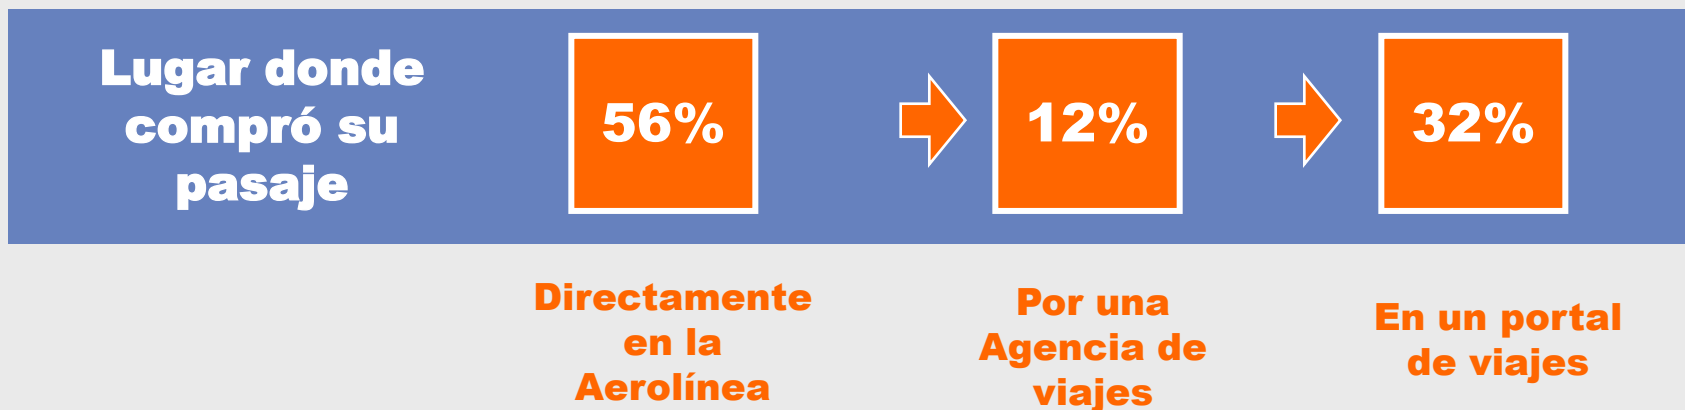 Lugar donde
compró su
pasaje
56%
12%
32%
Directamente
en la
Aerolínea
Por una
Agencia de
viajes
En un portal
de viajes